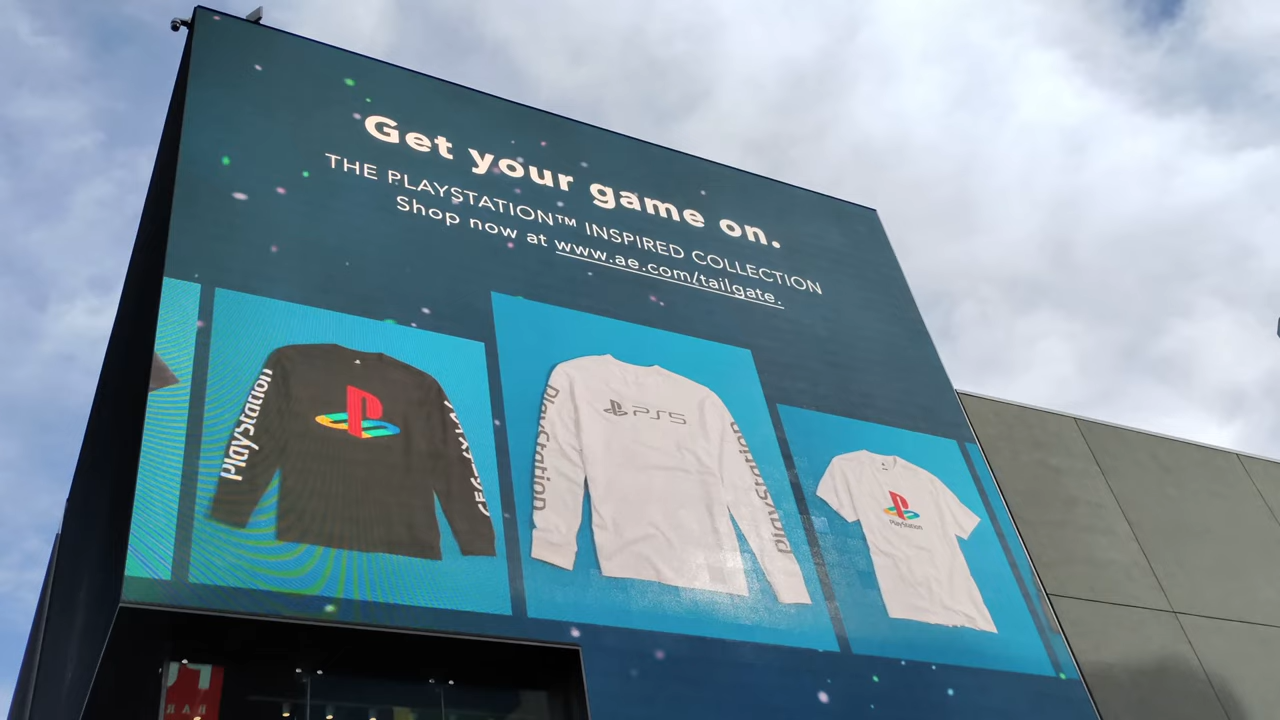 Get your game on.
THE PLAYSTATION™ INSPIRED COLLECTION
Shop now at www.ae.com/tailgate.
PlayStation
PlayStation
PS5
PlayStation
PlayStation